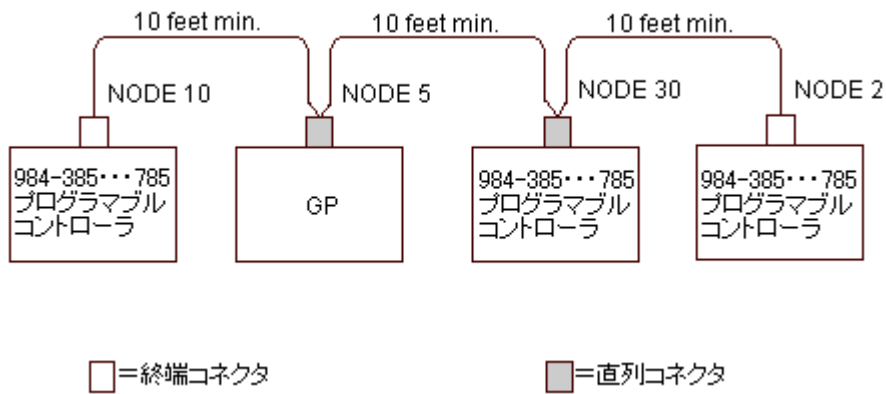 10 feet min.
10 feet min.
10 feet min.
NODE 10
NODE 5
NODE 30
NODE 2
984-385･･･785
プログラマブル
コントローラ
GP
984-385･･･785
プログラマブル
コントローラ
984-385･･･785
プログラマブル
コントローラ
=終端コネクタ
=直列コネクタ